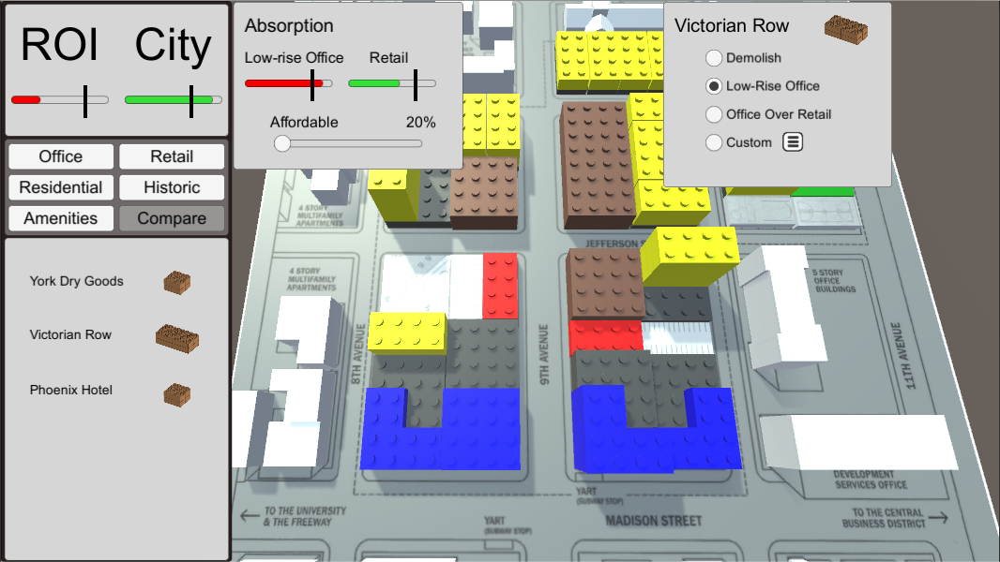 ROI City
Office
Retail
Residential
Historic
Amenities
Compare
York Dry Goods
Victorian Row
Phoenix Hotel
Absorption
Low-rise Office
Retail
Affordable
20%
Victorian Row
Demolish
Low-Rise Office
Office Over Retail
Custom
4 STORY
MULTIFAMILY
APARTMENTS
JEFFERSON
4 STORY
MULTIFAMILY
APARTMENTS
5 STORY
OFFICE
BUILDINGS
8TH AVENUE
9TH AVENUE
11TH AVENUE
DEVELOPMENT
SERVICES OFFICE
YART
(SUBWAY STOP)
TO THE UNIVERSITY
& THE FREEWAY
YART
(SUBWAY STOP)
MADISON STREET
TO THE CENTRAL
BUSINESS DISTRICT